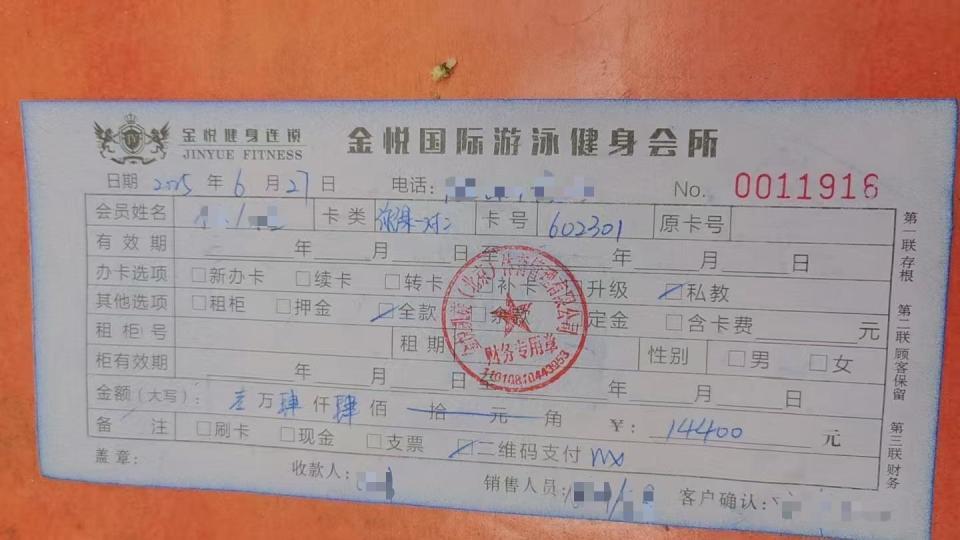 金悦健身连锁 金悦国际游泳健身会所
JINYUE FITNESS
日期 2025 年 6 月 27 日 电话: No. 0011916
会员姓名 卡类 一对二 卡号 602301 原卡号
有效期 年 月 日至 年 月 日
办卡选项 □新办卡 □续卡 □转卡 □补卡 □升级 ☑私教
其他选项 □租柜 □押金 ☑全款 □余款 定金 □含卡费 元
租柜号 租期 性别 □男 □女
柜有效期 年 月 日至 年 月 日
金额(大写): 壹万肆仟肆佰 拾 元 角 ¥: 14400 元
备注 □刷卡 □现金 □支票 ☑二维码支付 mx
盖章: 收款人: 销售人员: 客户确认:
第一联存根 第二联顾客保留 第三联财务
财务专用章